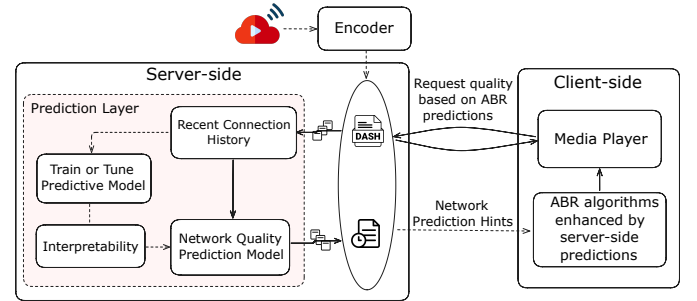 Encoder
Server-side
Prediction Layer
Recent Connection
History
Train or Tune
Predictive Model
Interpretability
Network Quality
Prediction Model
DASH
Request quality
based on ABR
predictions
Network
Prediction Hints
Client-side
Media Player
ABR algorithms
enhanced by
server-side
predictions